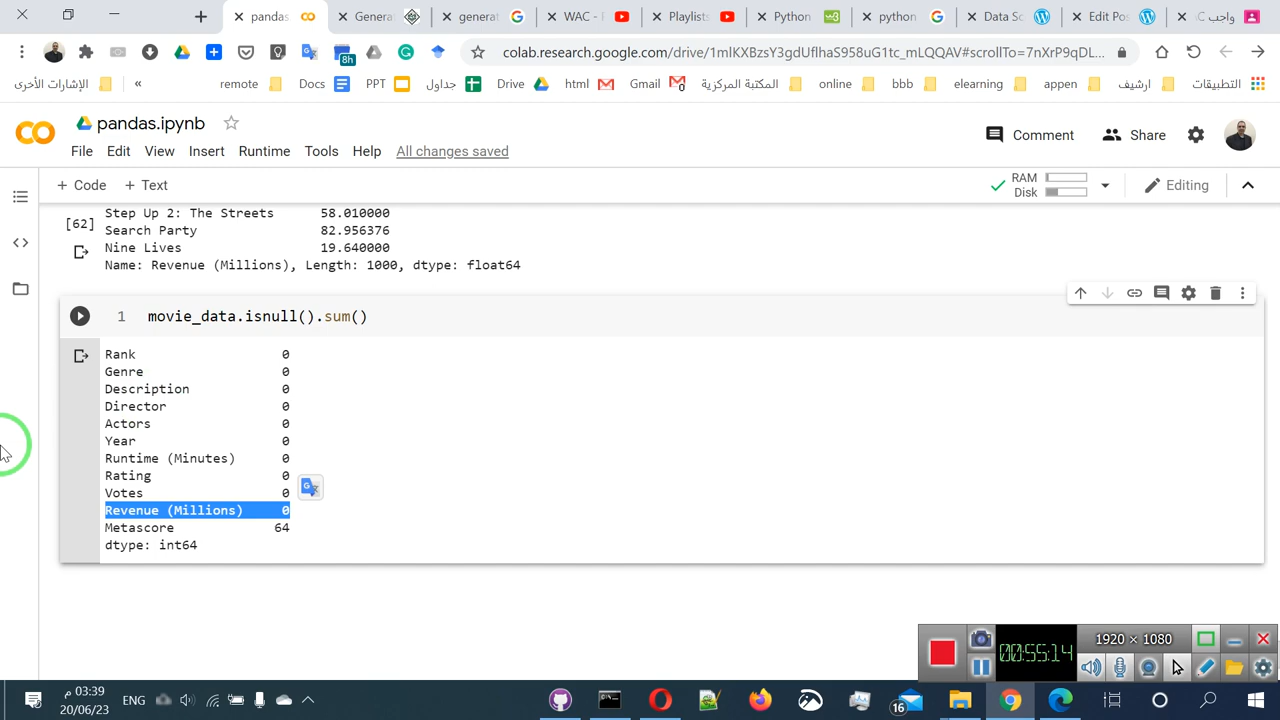 pandas
Generat
generat
WAC - F
Playlists
Python
python
Data Sc
Edit Pos
واجب C
8h
colab.research.google.com/drive/1mlKXBzsY3gdUflhaS958uG1tc_mLQQAV#scrollTo=7nXrP9qDL...
الإشارات الأخرى
«
remote
Docs
PPT
جداول
Drive
html
Gmail
المكتبة المركزية
online
bbb
elearning
appen
ارشيف
التطبيقات
pandas.ipynb
Comment
Share
File Edit View Insert Runtime Tools Help All changes saved
+ Code + Text
RAM
Disk
Editing
Step Up 2: The Streets 58.010000
[62]
Search Party 82.956376
Nine Lives 19.640000
Name: Revenue (Millions), Length: 1000, dtype: float64
1 movie_data.isnull().sum()
Rank 0
Genre 0
Description 0
Director 0
Actors 0
Year 0
Runtime (Minutes) 0
Rating 0
Votes 0
Revenue (Millions) 0
Metascore 64
dtype: int64
00:55:14
1920 × 1080
03:39 م
ENG
16
20/06/23